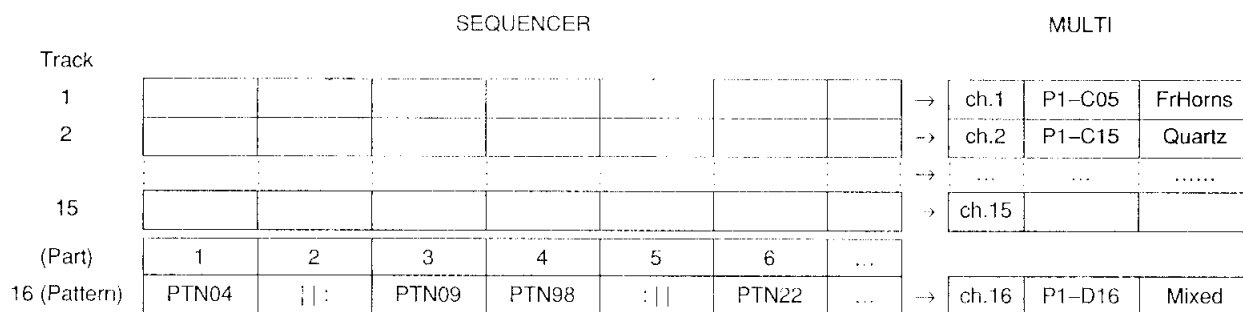 SEQUENCER MULTI
Track
1 → ch.1 P1–C05 FrHorns
2 → ch.2 P1–C15 Quartz
→ ... ... ......
15 → ch.15
(Part) 1 2 3 4 5 6 ...
16 (Pattern) PTN04 ||: PTN09 PTN98 :|| PTN22 ... → ch.16 P1–D16 Mixed